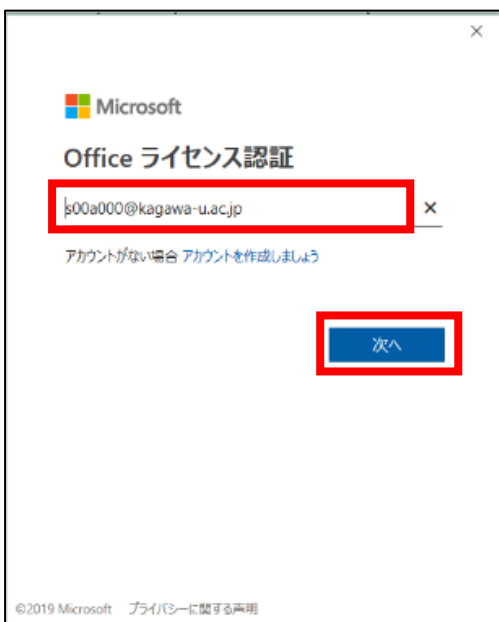 Microsoft
Office ライセンス認証
s00a000@kagawa-u.ac.jp
アカウントがない場合 アカウントを作成しましょう
次へ
©2019 Microsoft プライバシーに関する声明